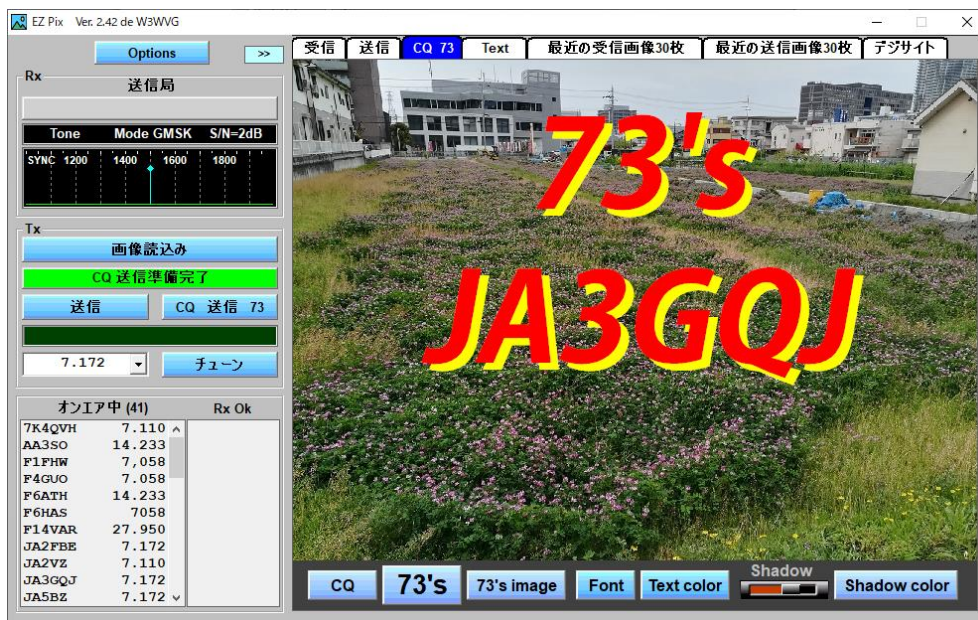 EZ Pix Ver. 2.42 de W3WVG
Options >>
Rx
送信局
Tone Mode GMSK S/N=2dB
SYNC 1200 1400 1600 1800
Tx
画像読込み
CQ 送信準備完了
送信 CQ 送信 73
7.172 チューン
オンエア中 (41) Rx Ok
7K4QVH 7.110
AA3SO 14.233
F1FHW 7,058
F4GUO 7.058
F6ATH 14.233
F6HAS 7058
F14VAR 27.950
JA2FBE 7.172
JA2VZ 7.110
JA3GQJ 7.172
JA5BZ 7.172
受信 送信 CQ 73 Text 最近の受信画像30枚 最近の送信画像30枚 デジサイト
73's
JA3GQJ
CQ 73's 73's image Font Text color Shadow Shadow color